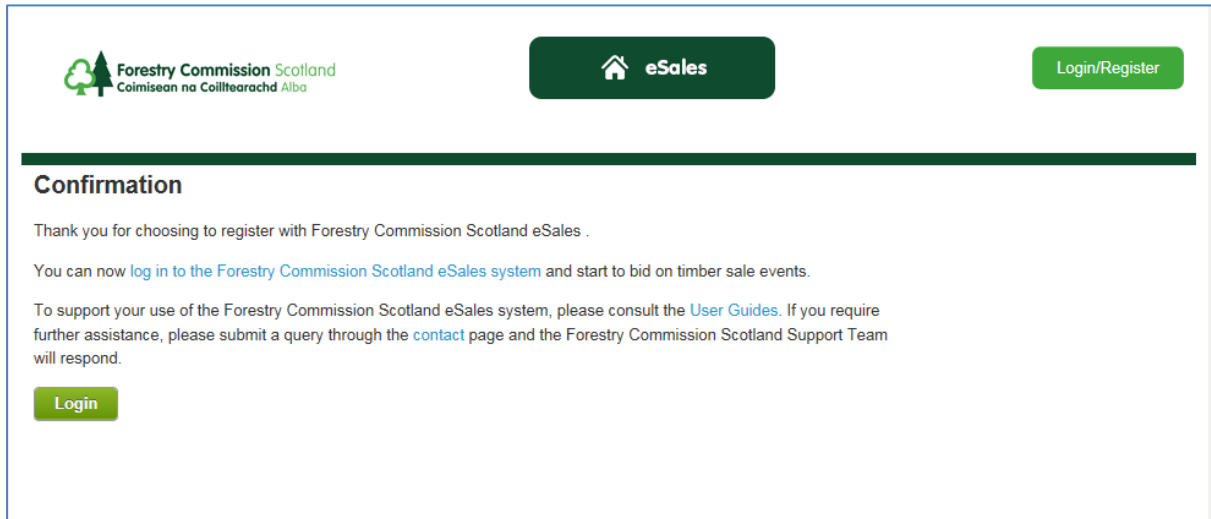 Forestry Commission Scotland
Coimisean na Coilltearachd Alba
eSales
Login/Register
Confirmation
Thank you for choosing to register with Forestry Commission Scotland eSales .
You can now log in to the Forestry Commission Scotland eSales system and start to bid on timber sale events.
To support your use of the Forestry Commission Scotland eSales system, please consult the User Guides. If you require
further assistance, please submit a query through the contact page and the Forestry Commission Scotland Support Team
will respond.
Login